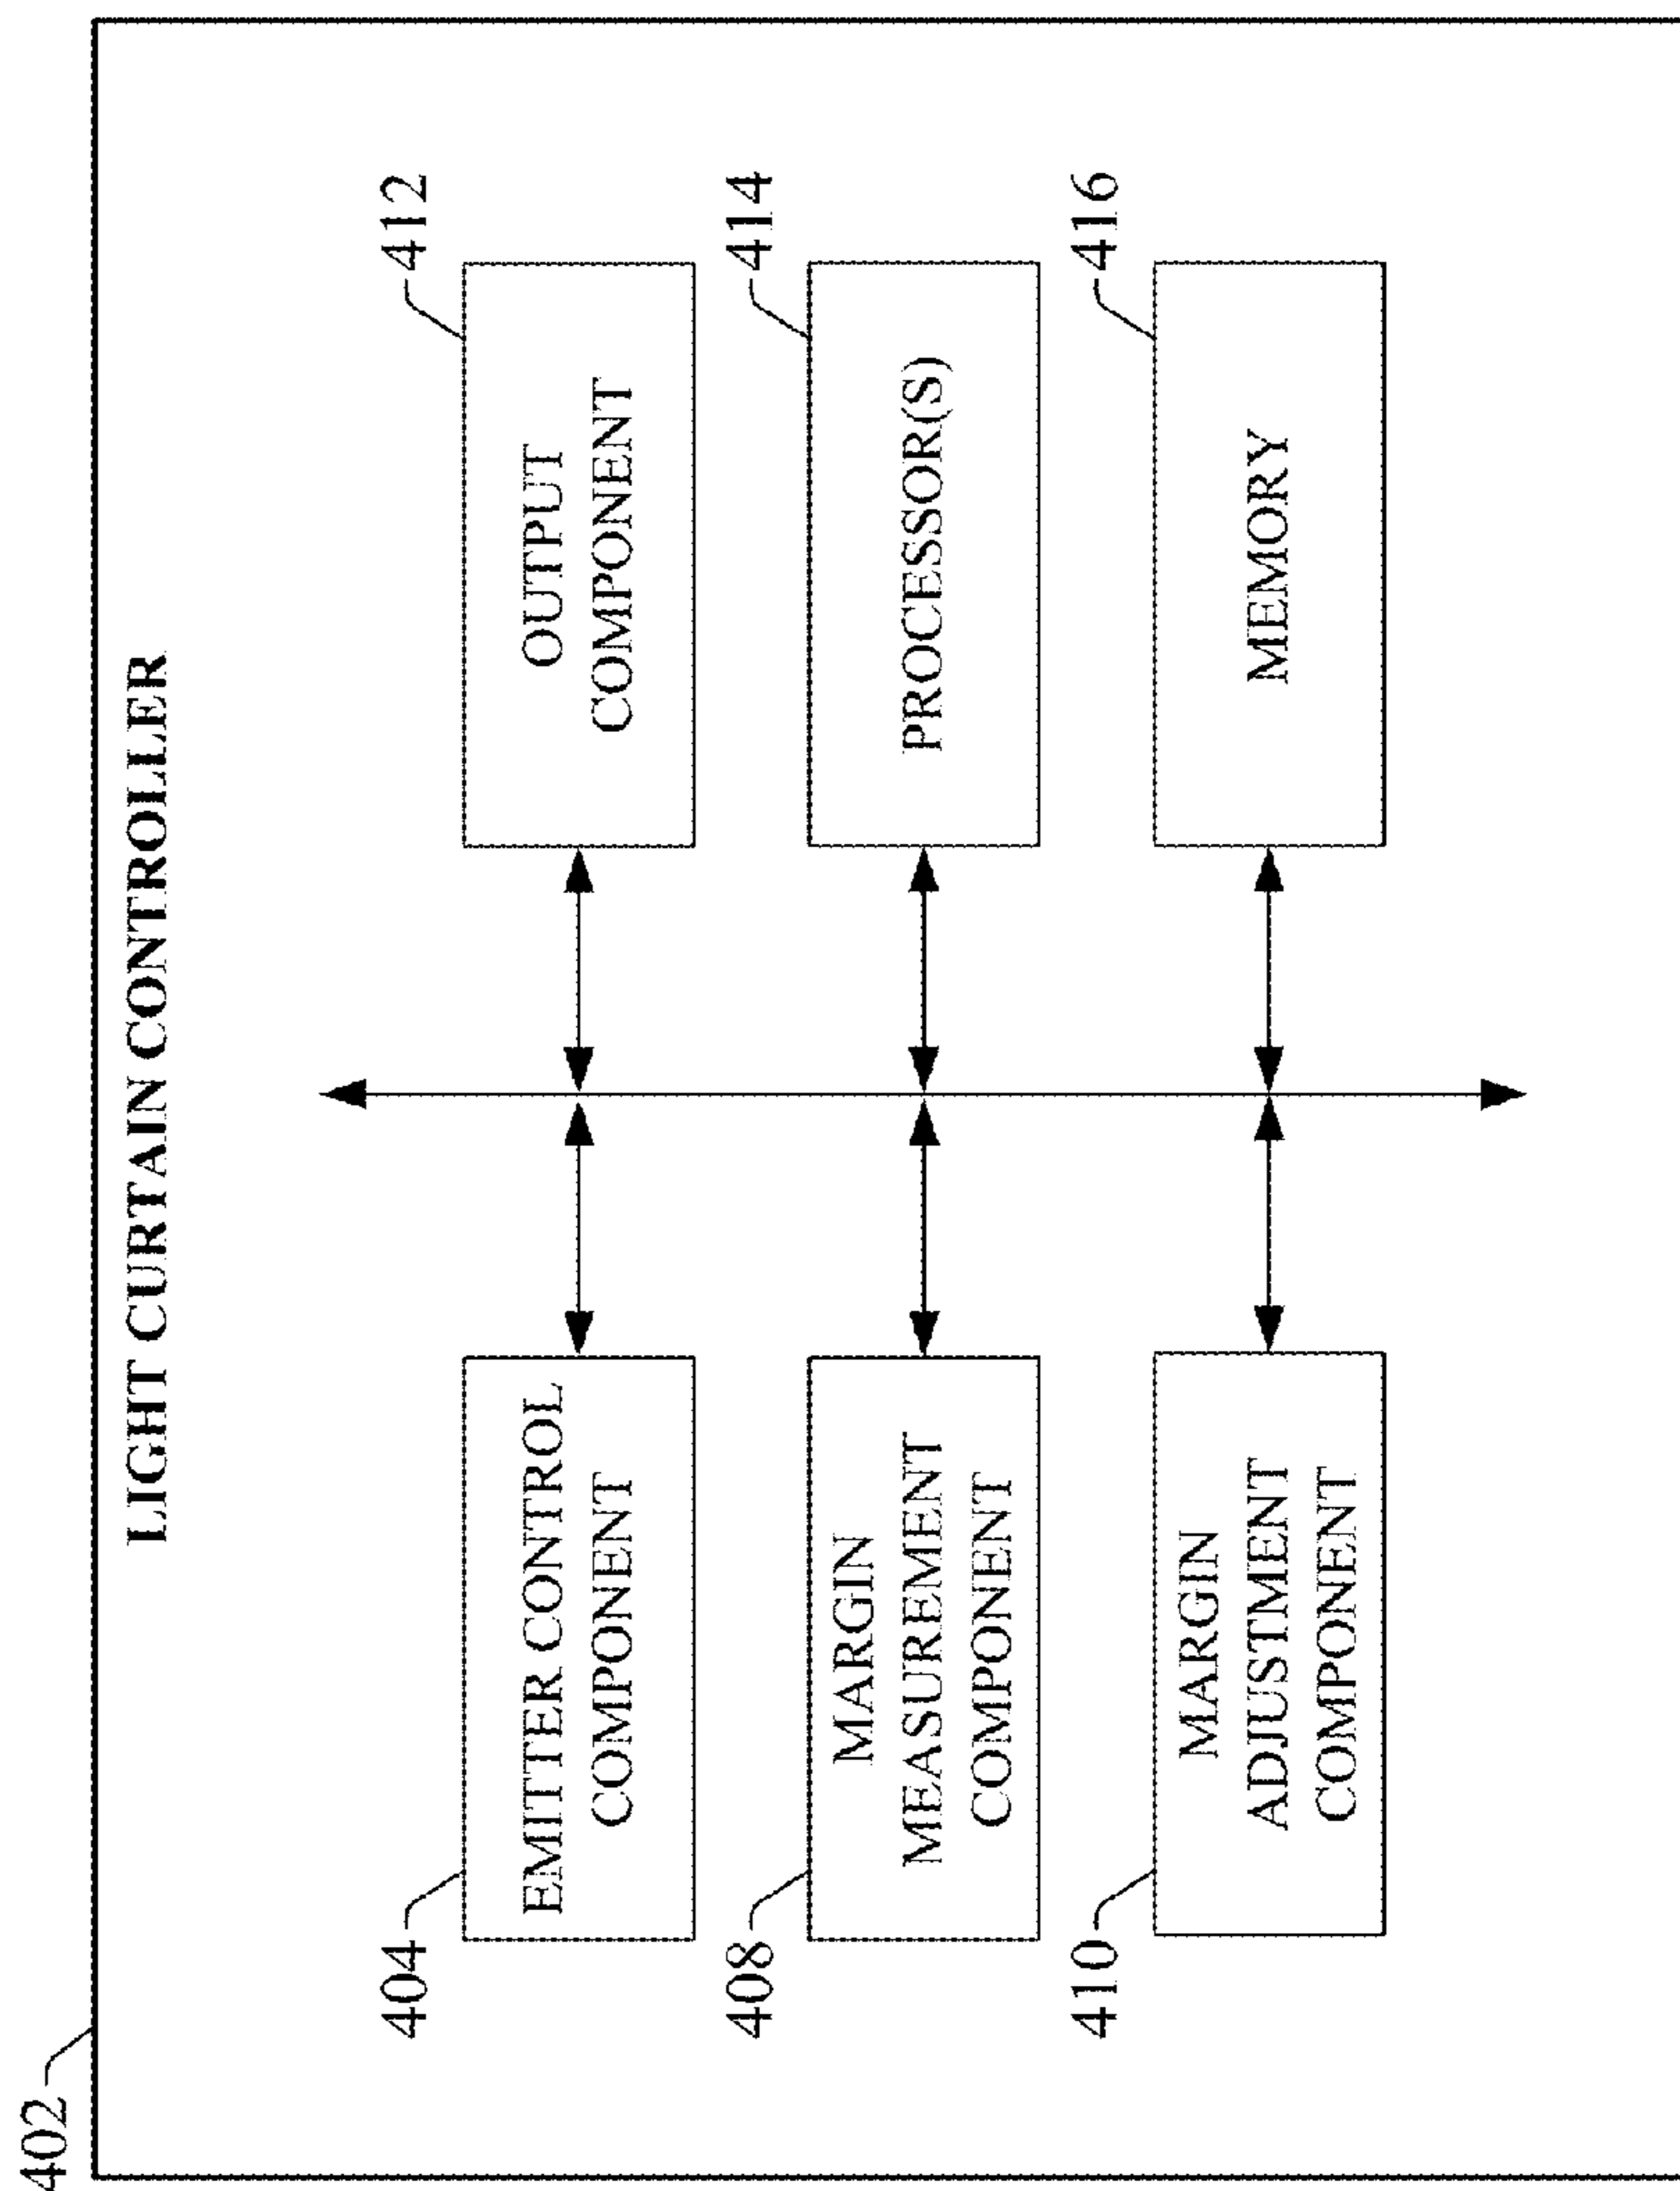 402
LIGHT CURTAIN CONTROLLER
404
EMITTER CONTROL
COMPONENT
412
OUTPUT
COMPONENT
408
MARGIN
MEASUREMENT
COMPONENT
414
PROCESSOR(S)
410
MARGIN
ADJUSTMENT
COMPONENT
416
MEMORY